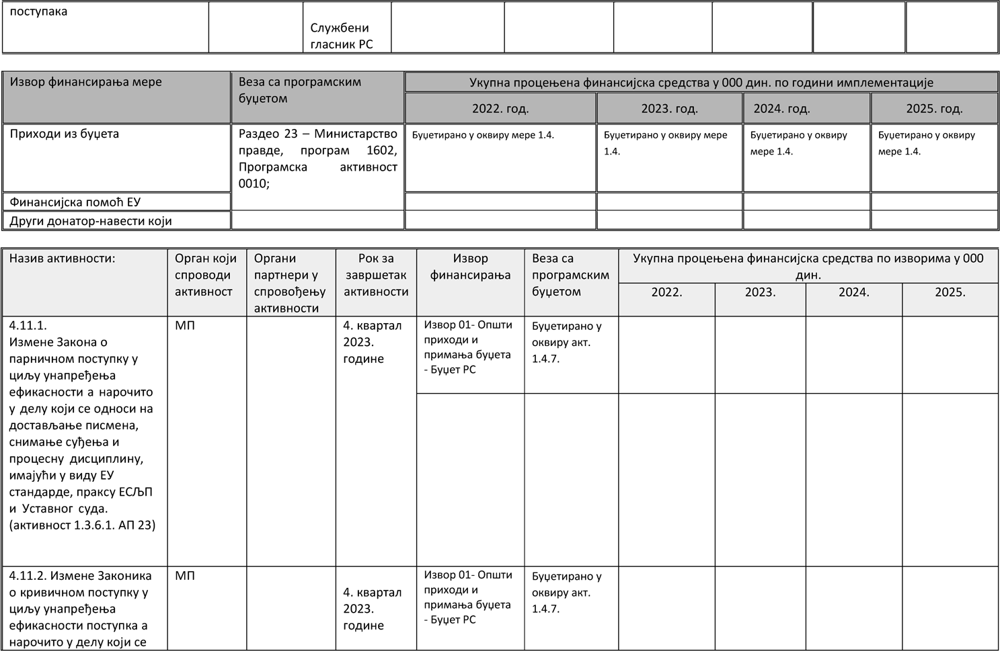 поступака
Службени
гласник РС
Извор финансирања мере
Веза са програмским
буџетом
Укупна процењена финансијска средства у 000 дин. по години имплементације
2022. год.
2023. год.
2024. год.
2025. год.
Приходи из буџета
Раздео 23 – Министарство
правде, програм 1602,
Програмска активност
0010;
Буџетирано у оквиру мере 1.4.
Буџетирано у оквиру мере
1.4.
Буџетирано у оквиру
мере 1.4.
Буџетирано у оквиру
мере 1.4.
Финансијска помоћ ЕУ
Други донатор-навести који
Назив активности:
Орган који
спроводи
активност
Органи
партнери у
спровођењу
активности
Рок за
завршетак
активности
Извор
финансирања
Веза са
програмским
буџетом
Укупна процењена финансијска средства по изворима у 000
дин.
2022.
2023.
2024.
2025.
4.11.1.
Измене Закона о
парничном поступку у
циљу унапређења
ефикасности а нарочито
у делу који се односи на
достављање писмена,
снимање суђења и
процесну дисциплину,
имајући у виду ЕУ
стандарде, праксу ЕСЉП
и Уставног суда.
(активност 1.3.6.1. АП 23)
МП
4. квартал
2023.
године
Извор 01- Општи
приходи и
примања буџета
- Буџет РС
Буџетирано у
оквиру акт.
1.4.7.
4.11.2. Измене Законика
о кривичном поступку у
циљу унапређења
ефикасности поступка а
нарочито у делу који се
МП
4. квартал
2023.
године
Извор 01- Општи
приходи и
примања буџета
- Буџет РС
Буџетирано у
оквиру акт.
1.4.7.